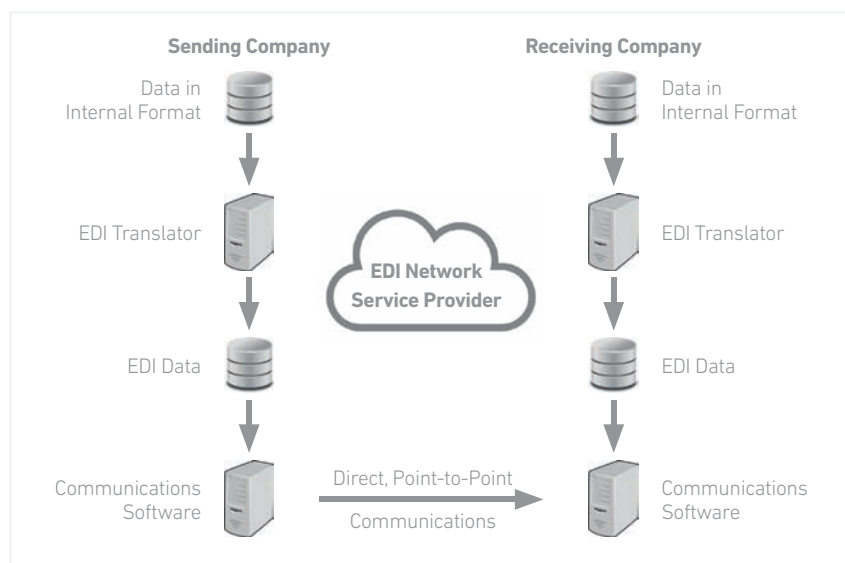 Sending Company
Receiving Company
Data in
Internal Format
Data in
Internal Format
EDI Translator
EDI Network
Service Provider
EDI Translator
EDI Data
EDI Data
Communications
Software
Direct, Point-to-Point
Communications
Communications
Software